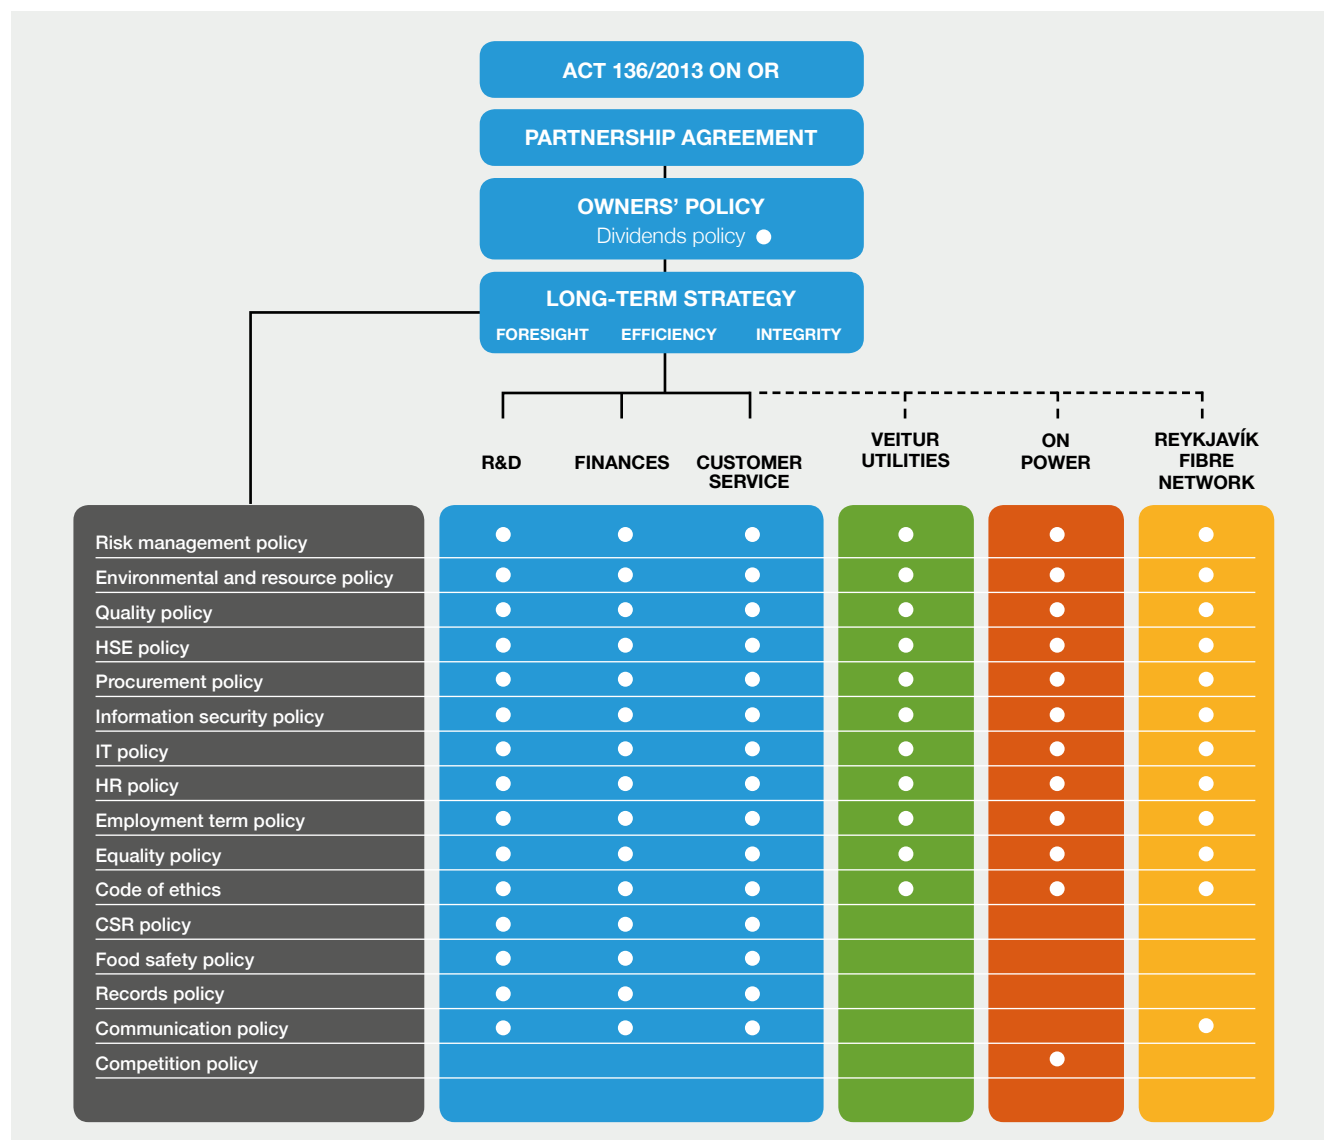 ACT 136/2013 ON OR
PARTNERSHIP AGREEMENT
OWNERS’ POLICY
Dividends policy
LONG-TERM STRATEGY
FORESIGHT EFFICIENCY INTEGRITY
R&D
FINANCES
CUSTOMER
SERVICE
VEITUR
UTILITIES
ON
POWER
REYKJAVÍK
FIBRE
NETWORK
Risk management policy
Environmental and resource policy
Quality policy
HSE policy
Procurement policy
Information security policy
IT policy
HR policy
Employment term policy
Equality policy
Code of ethics
CSR policy
Food safety policy
Records policy
Communication policy
Competition policy